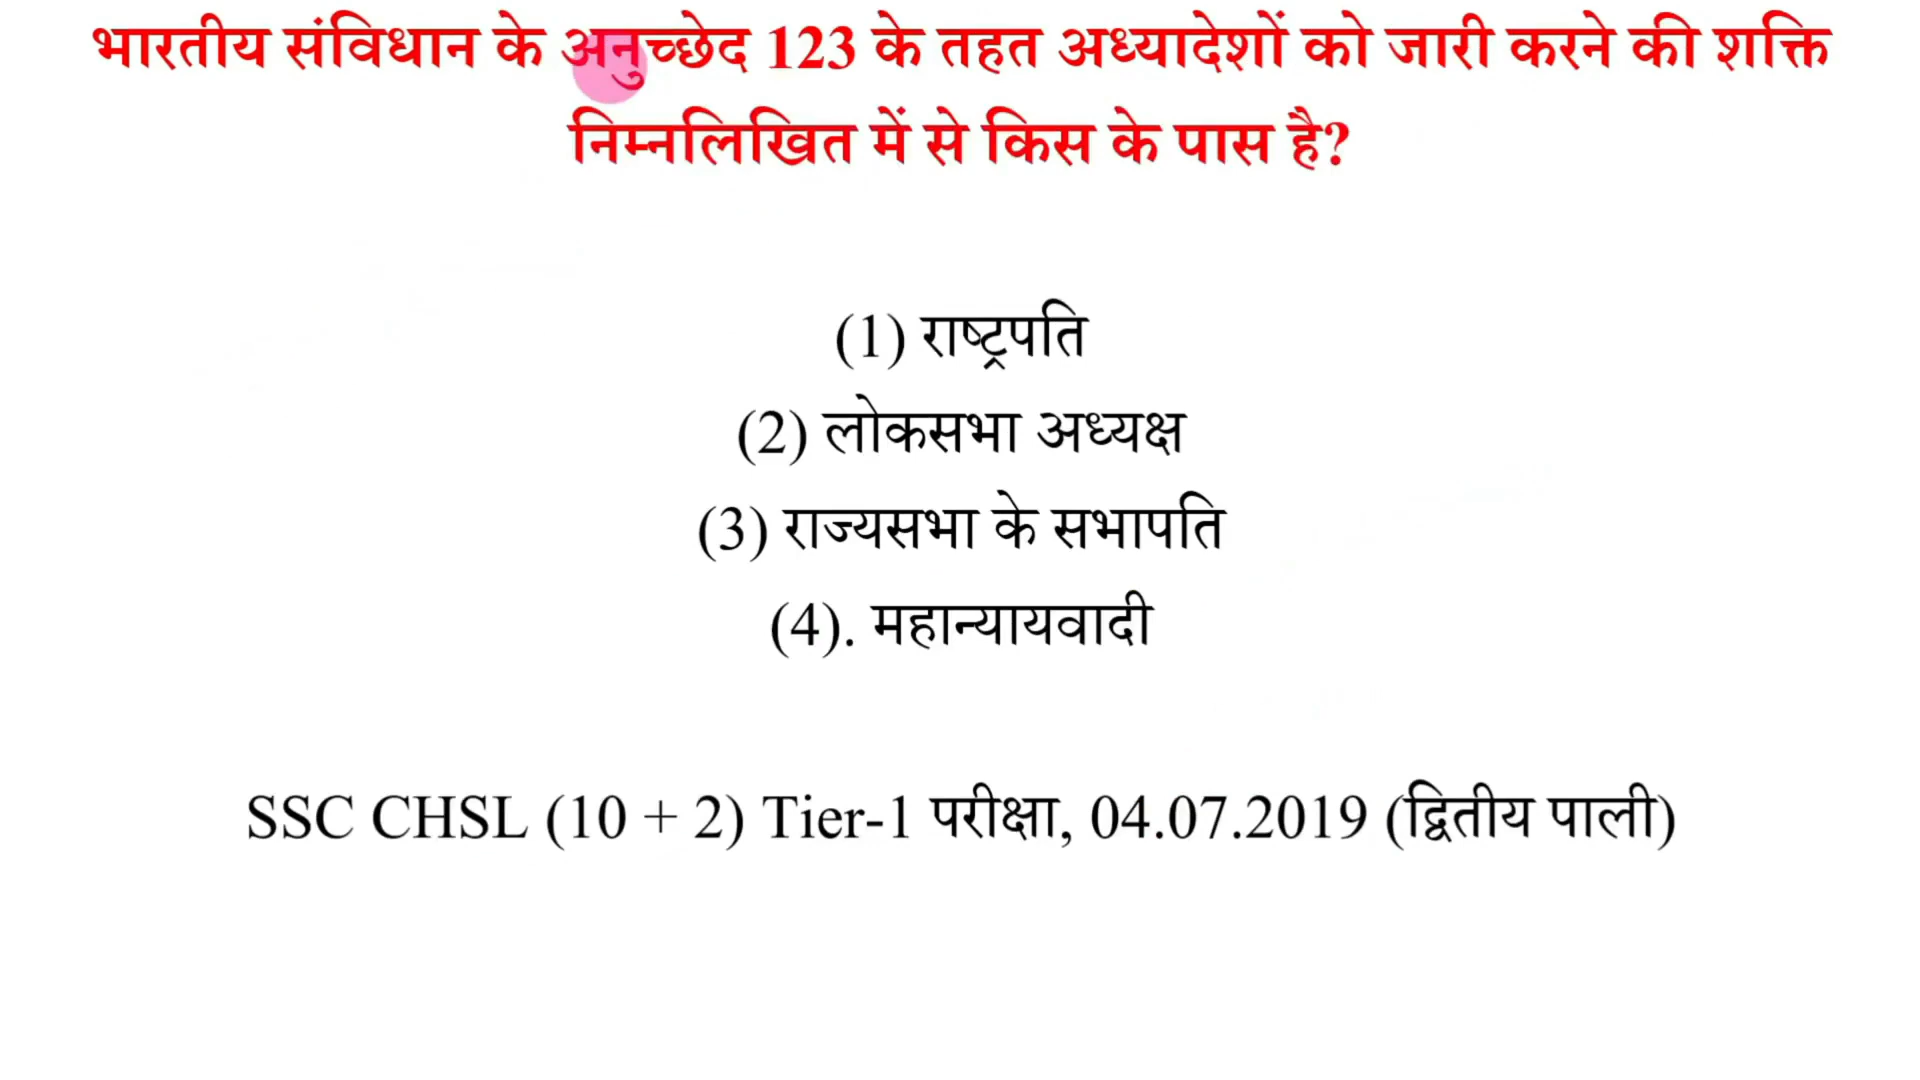 भारतीय संविधान के अनुच्छेद 123 के तहत अध्यादेशों को जारी करने की शक्ति
निम्नलिखित में से किस के पास है?
(1) राष्ट्रपति
(2) लोकसभा अध्यक्ष
(3) राज्यसभा के सभापति
(4). महान्यायवादी
SSC CHSL (10 + 2) Tier-1 परीक्षा, 04.07.2019 (द्वितीय पाली)